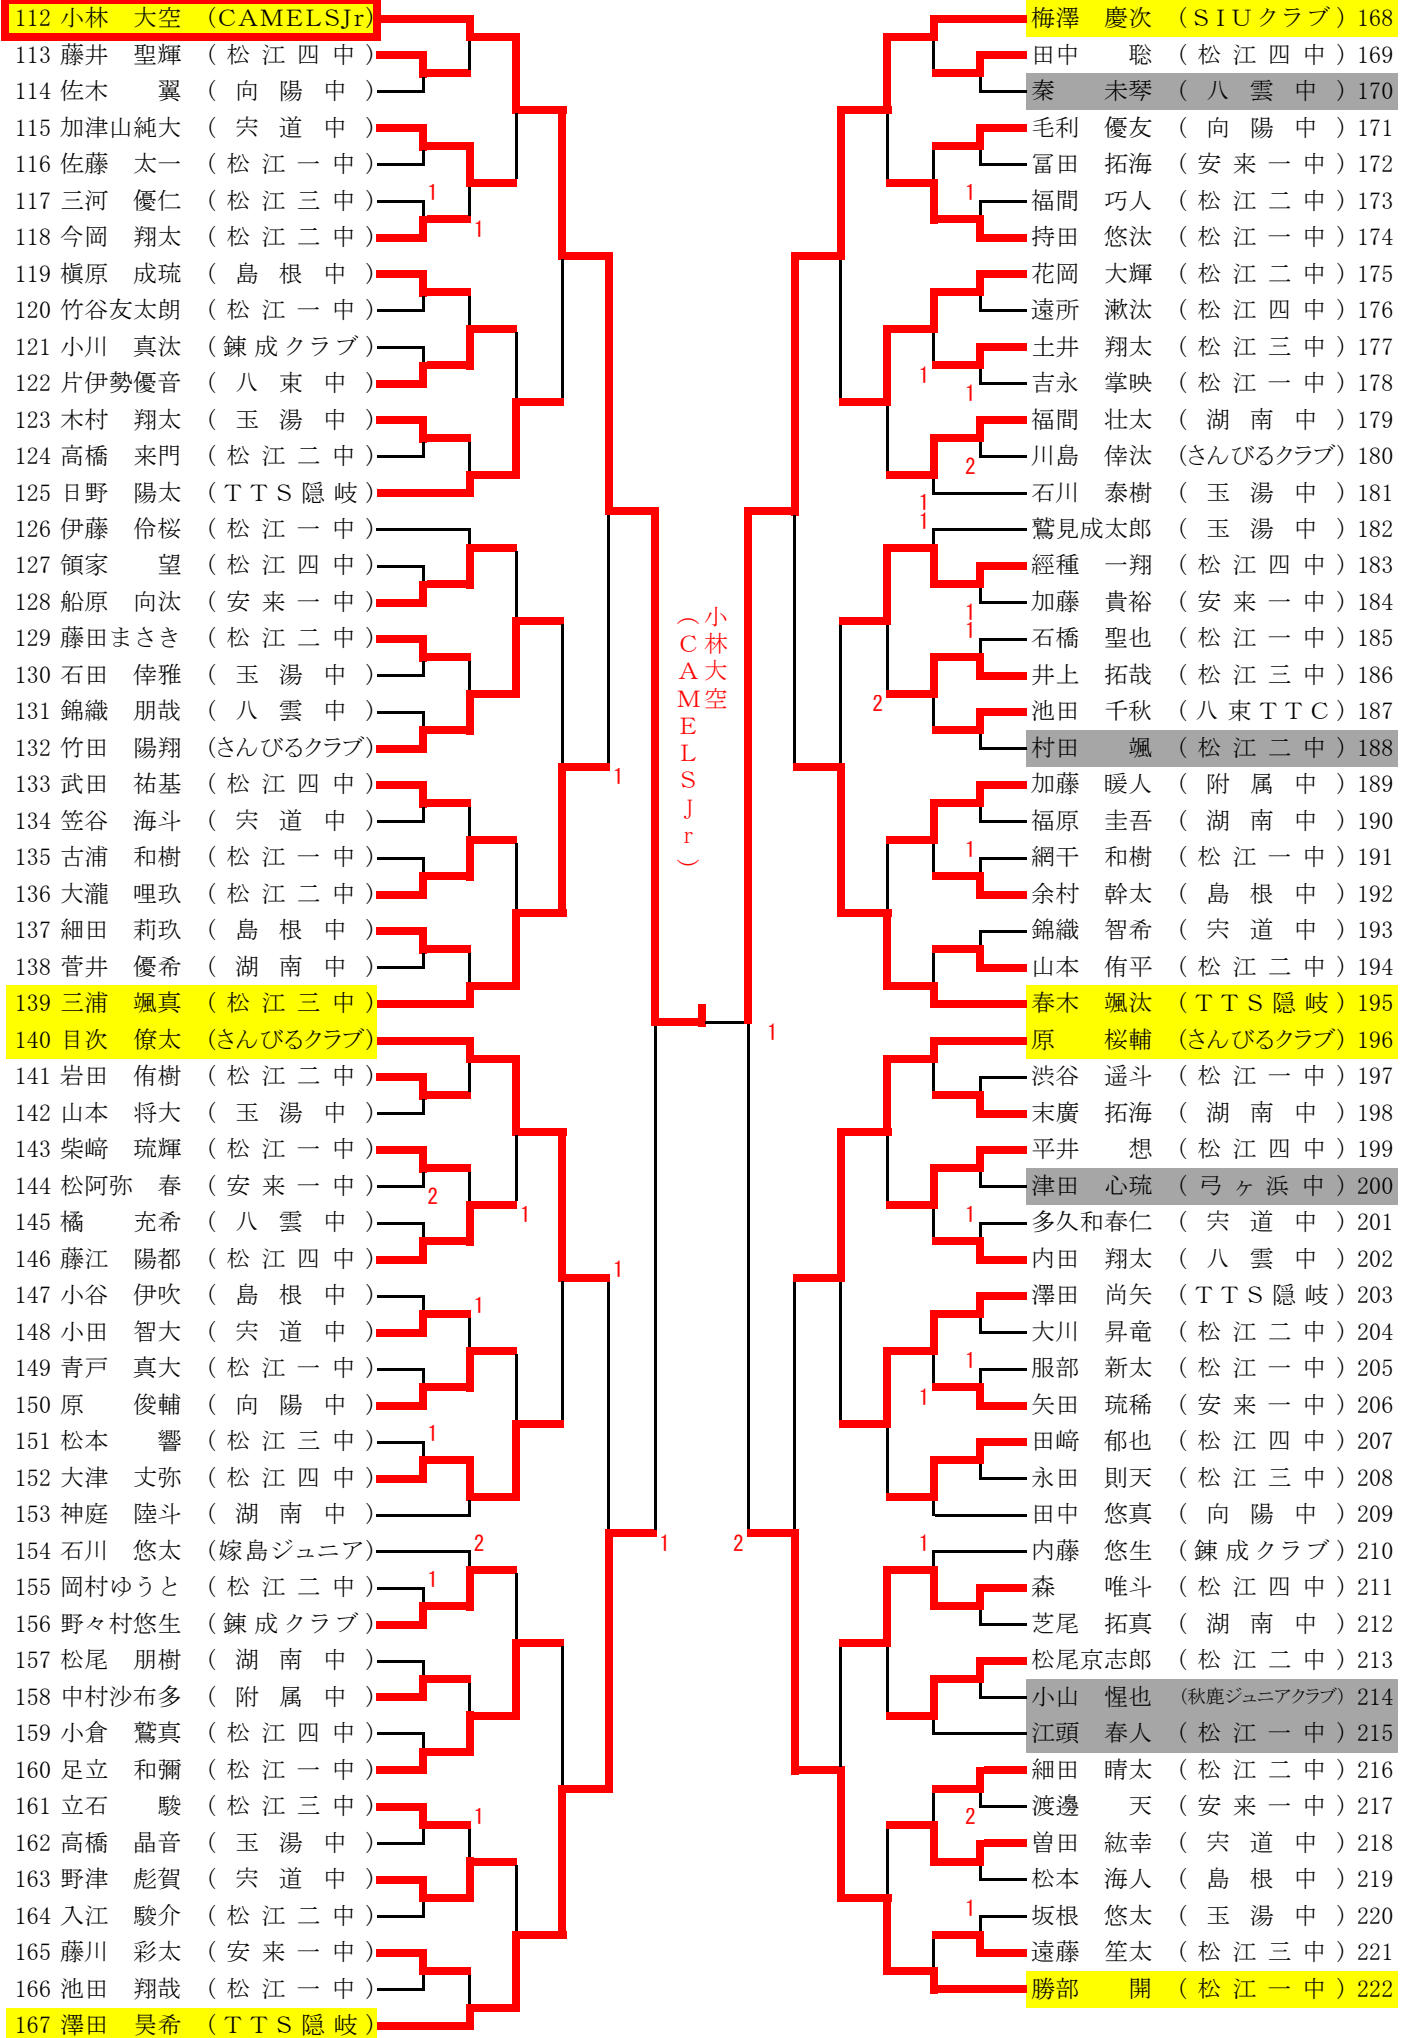 112 小林　大空 (CAMELSJr)
113 藤井　聖輝 (松江四中)
114 佐木　　翼 (向陽中)
115 加津山純大 (宍道中)
116 佐藤　太一 (松江一中)
117 三河　優仁 (松江三中)
1
118 今岡　翔太 (松江二中)
1
119 槇原　成琉 (島根中)
120 竹谷友太朗 (松江一中)
121 小川　真汰 (錬成クラブ)
122 片伊勢優音 (八束中)
123 木村　翔太 (玉湯中)
124 高橋　来門 (松江二中)
125 日野　陽太 (TTS隠岐)
126 伊藤　伶桜 (松江一中)
127 領家　　望 (松江四中)
128 船原　向汰 (安来一中)
129 藤田まさき (松江二中)
130 石田　倖雅 (玉湯中)
131 錦織　朋哉 (八雲中)
132 竹田　陽翔 (さんびるクラブ)
1
133 武田　祐基 (松江四中)
134 笠谷　海斗 (宍道中)
135 古浦　和樹 (松江一中)
136 大瀧　哩玖 (松江二中)
137 細田　莉玖 (島根中)
138 菅井　優希 (湖南中)
139 三浦　颯真 (松江三中)
140 目次　僚太 (さんびるクラブ)
141 岩田　侑樹 (松江二中)
142 山本　将大 (玉湯中)
143 柴﨑　琉輝 (松江一中)
144 松阿弥　春 (安来一中)
2
145 橘　　充希 (八雲中)
1
146 藤江　陽都 (松江四中)
1
147 小谷　伊吹 (島根中)
1
148 小田　智大 (宍道中)
149 青戸　真大 (松江一中)
150 原　　俊輔 (向陽中)
151 松本　　響 (松江三中)
1
152 大津　丈弥 (松江四中)
153 神庭　陸斗 (湖南中)
154 石川　悠太 (嫁島ジュニア)
2
1
155 岡村ゆうと (松江二中)
1
156 野々村悠生 (錬成クラブ)
157 松尾　朋樹 (湖南中)
158 中村沙布多 (附属中)
159 小倉　鷲真 (松江四中)
160 足立　和彌 (松江一中)
161 立石　　駿 (松江三中)
1
162 高橋　晶音 (玉湯中)
163 野津　彪賀 (宍道中)
164 入江　駿介 (松江二中)
165 藤川　彩太 (安来一中)
166 池田　翔哉 (松江一中)
167 澤田　昊希 (TTS隠岐)
小林大空
(CAMELSJr)
1
梅澤　慶次 (SIUクラブ) 168
田中　　聡 (松江四中) 169
秦　　未琴 (八雲中) 170
毛利　優友 (向陽中) 171
冨田　拓海 (安来一中) 172
1
福間　巧人 (松江二中) 173
持田　悠汰 (松江一中) 174
花岡　大輝 (松江二中) 175
遠所　漱汰 (松江四中) 176
土井　翔太 (松江三中) 177
1
1
吉永　掌映 (松江一中) 178
福間　壮太 (湖南中) 179
2
川島　倖汰 (さんびるクラブ) 180
1
石川　泰樹 (玉湯中) 181
1
鷲見成太郎 (玉湯中) 182
經種　一翔 (松江四中) 183
1
加藤　貴裕 (安来一中) 184
1
石橋　聖也 (松江一中) 185
井上　拓哉 (松江三中) 186
2
池田　千秋 (八束TTC) 187
村田　　颯 (松江二中) 188
加藤　暖人 (附属中) 189
福原　圭吾 (湖南中) 190
1
網干　和樹 (松江一中) 191
余村　幹太 (島根中) 192
錦織　智希 (宍道中) 193
山本　侑平 (松江二中) 194
春木　颯汰 (TTS隠岐) 195
原　　桜輔 (さんびるクラブ) 196
渋谷　遥斗 (松江一中) 197
末廣　拓海 (湖南中) 198
平井　　想 (松江四中) 199
津田　心琉 (弓ヶ浜中) 200
1
多久和春仁 (宍道中) 201
内田　翔太 (八雲中) 202
澤田　尚矢 (TTS隠岐) 203
大川　昇竜 (松江二中) 204
1
服部　新太 (松江一中) 205
1
矢田　琉稀 (安来一中) 206
田﨑　郁也 (松江四中) 207
永田　則天 (松江三中) 208
田中　悠真 (向陽中) 209
2
1
内藤　悠生 (錬成クラブ) 210
森　　唯斗 (松江四中) 211
芝尾　拓真 (湖南中) 212
松尾京志郎 (松江二中) 213
小山　惺也 (秋鹿ジュニアクラブ) 214
江頭　春人 (松江一中) 215
細田　晴太 (松江二中) 216
2
渡邊　　天 (安来一中) 217
曽田　紘幸 (宍道中) 218
松本　海人 (島根中) 219
1
坂根　悠太 (玉湯中) 220
遠藤　笙太 (松江三中) 221
勝部　　開 (松江一中) 222